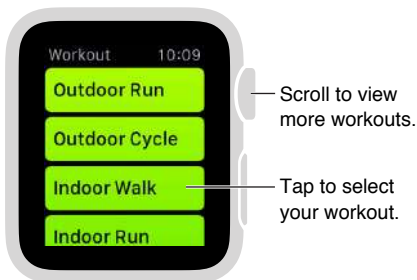 Workout 10:09
Outdoor Run
Outdoor Cycle
Indoor Walk
Indoor Run
Scroll to view
more workouts.
Tap to select
your workout.